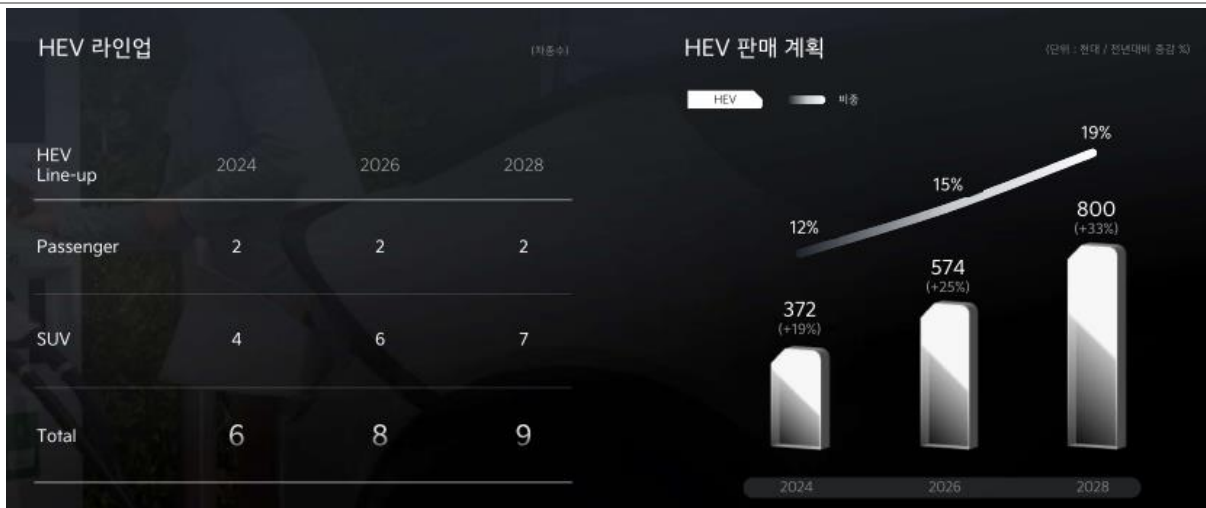 HEV 라인업
(차종수)
HEV
Line-up
2024
2026
2028
Passenger
2
2
2
SUV
4
6
7
Total
6
8
9
HEV 판매 계획
(단위 : 천대 / 전년대비 증감 %)
HEV
비중
12%
15%
19%
372
(+19%)
574
(+25%)
800
(+33%)
2024
2026
2028